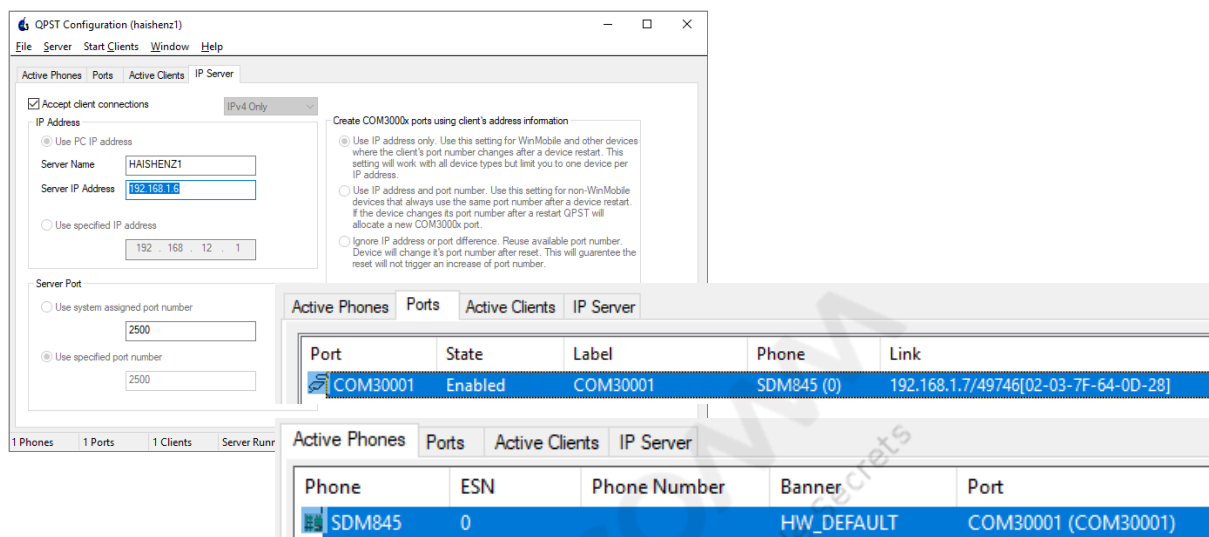 QPST Configuration (haishenz1)
File Server Start Clients Window Help
Active Phones Ports Active Clients IP Server
Accept client connections
IPv4 Only
IP Address
Use PC IP address
Server Name HAISHENZ1
Server IP Address 192.168.1.6
Use specified IP address
192 . 168 . 12 . 1
Create COM3000x ports using client's address information
Use IP address only. Use this setting for WinMobile and other devices
where the client's port number changes after a device restart. This
setting will work with all device types but limit you to one device per
IP address.
Use IP address and port number. Use this setting for non-WinMobile
devices that always use the same port number after a device restart.
If the device changes its port number after a restart QPST will
allocate a new COM3000x port.
Ignore IP address or port difference. Reuse available port number.
Device will change it's port number after reset. This will guarentee the
reset will not trigger an increase of port number.
Server Port
Use system assigned port number
2500
Use specified port number
2500
1 Phones 1 Ports 1 Clients Server Runn
Active Phones Ports Active Clients IP Server
Port State Label Phone Link
COM30001 Enabled COM30001 SDM845 (0) 192.168.1.7/49746[02-03-7F-64-0D-28]
Active Phones Ports Active Clients IP Server
Phone ESN Phone Number Banner Port
SDM845 0 HW_DEFAULT COM30001 (COM30001)
secrets